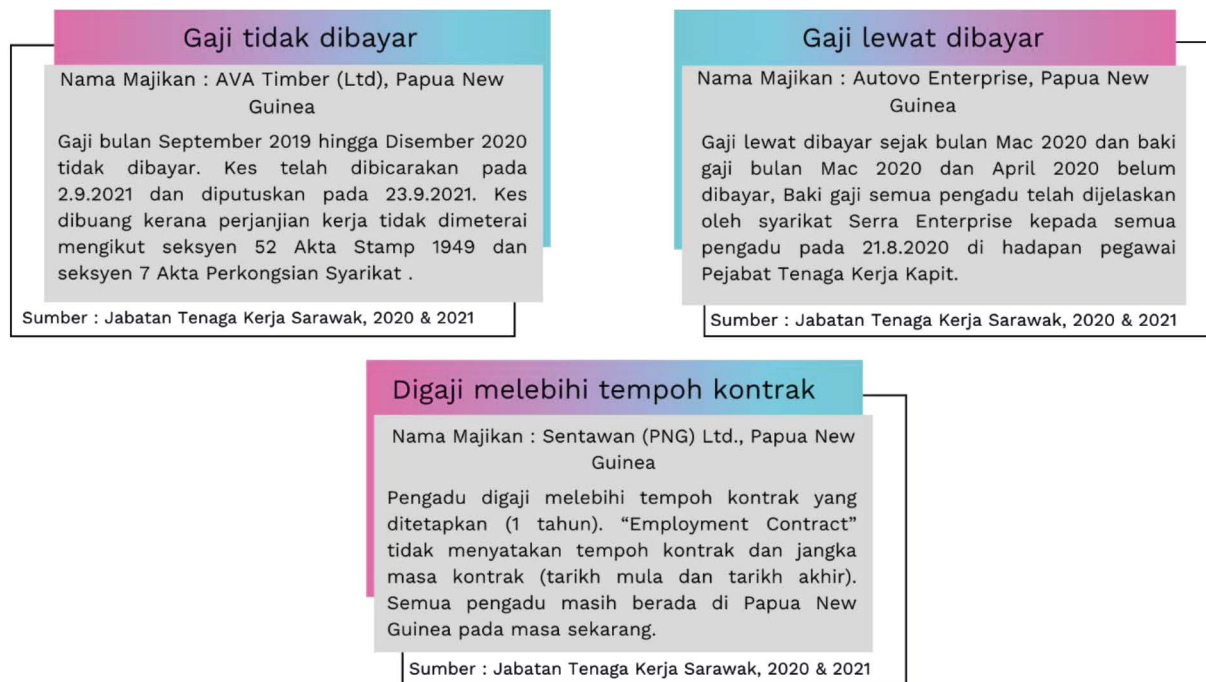 Gaji tidak dibayar
Nama Majikan : AVA Timber (Ltd), Papua New
Guinea
Gaji bulan September 2019 hingga Disember 2020
tidak dibayar. Kes telah dibicarakan pada
2.9.2021 dan diputuskan pada 23.9.2021. Kes
dibuang kerana perjanjian kerja tidak dimeterai
mengikut seksyen 52 Akta Stamp 1949 dan
seksyen 7 Akta Perkongsian Syarikat .
Sumber : Jabatan Tenaga Kerja Sarawak, 2020 & 2021
Gaji lewat dibayar
Nama Majikan : Autovo Enterprise, Papua New
Guinea
Gaji lewat dibayar sejak bulan Mac 2020 dan baki
gaji bulan Mac 2020 dan April 2020 belum
dibayar, Baki gaji semua pengadu telah dijelaskan
oleh syarikat Serra Enterprise kepada semua
pengadu pada 21.8.2020 di hadapan pegawai
Pejabat Tenaga Kerja Kapit.
Sumber : Jabatan Tenaga Kerja Sarawak, 2020 & 2021
Digaji melebihi tempoh kontrak
Nama Majikan : Sentawan (PNG) Ltd., Papua New
Guinea
Pengadu digaji melebihi tempoh kontrak yang
ditetapkan (1 tahun). “Employment Contract”
tidak menyatakan tempoh kontrak dan jangka
masa kontrak (tarikh mula dan tarikh akhir).
Semua pengadu masih berada di Papua New
Guinea pada masa sekarang.
Sumber : Jabatan Tenaga Kerja Sarawak, 2020 & 2021